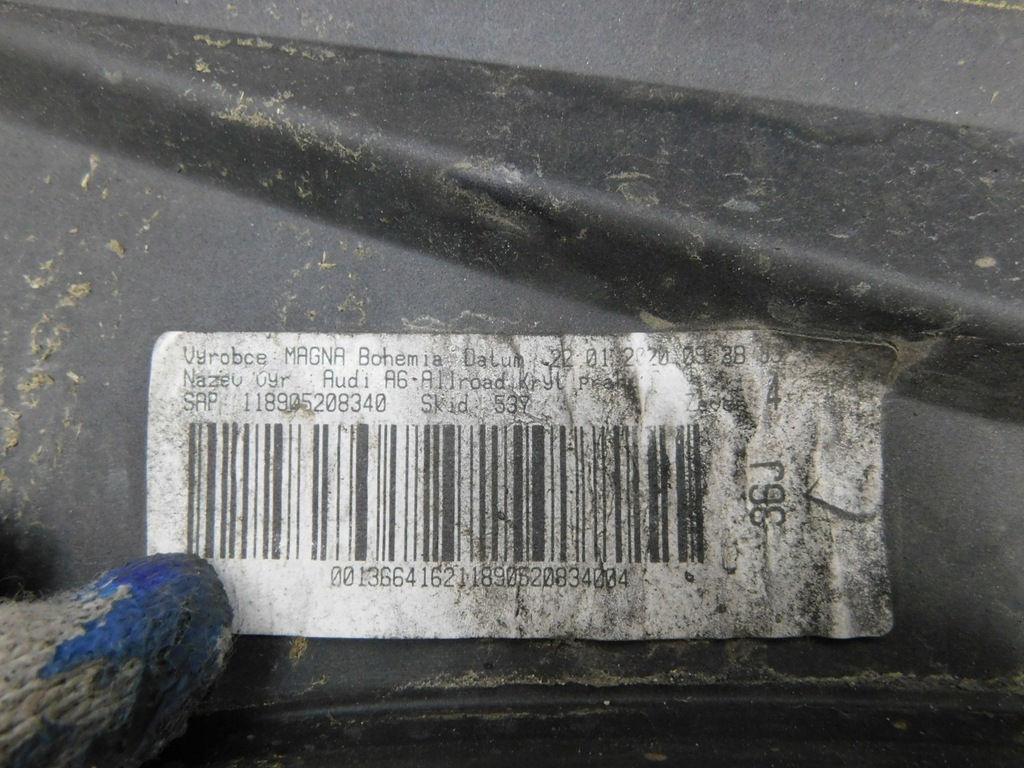 Vyrobce: MAGNA Bohemia Datum: 22.01.2020 09:38
Nazev Vyr.: Audi A6-Allroad,Kryt
SAP: 118905208340 Skid: 537 4
36J
001366416211890520834004